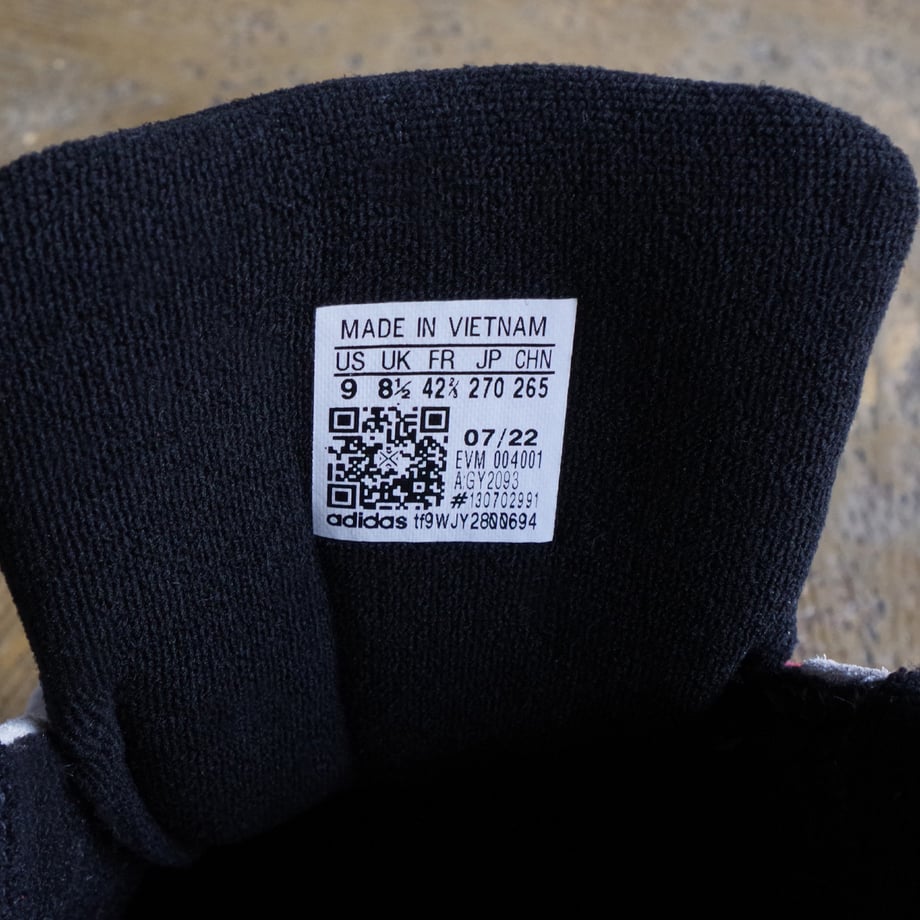 MADE IN VIETNAM
US UK FR JP CHN
9 8½ 42⅔ 270 265
07/22
EVM 004001
A:GY2093
#130702991
adidas tf9WJY2800694